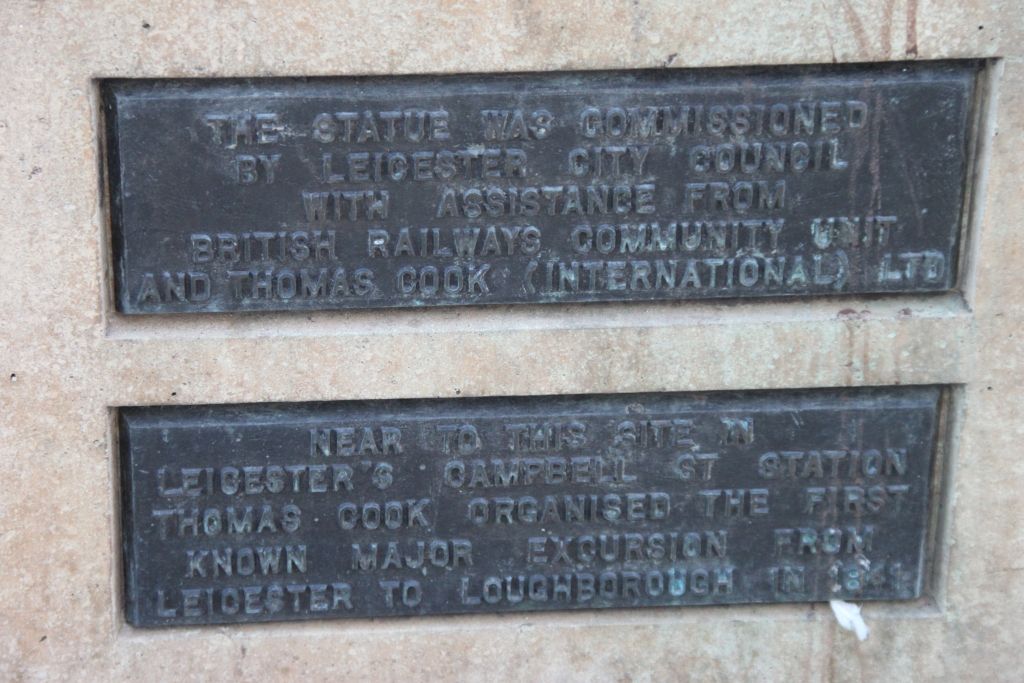 THE STATUE WAS COMMISSIONED
BY LEICESTER CITY COUNCIL
WITH ASSISTANCE FROM
BRITISH RAILWAYS COMMUNITY UNIT
AND THOMAS COOK (INTERNATIONAL) LTD
NEAR TO THIS SITE IN
LEICESTER'S CAMPBELL ST STATION
THOMAS COOK ORGANISED THE FIRST
KNOWN MAJOR EXCURSION FROM
LEICESTER TO LOUGHBOROUGH IN 1841